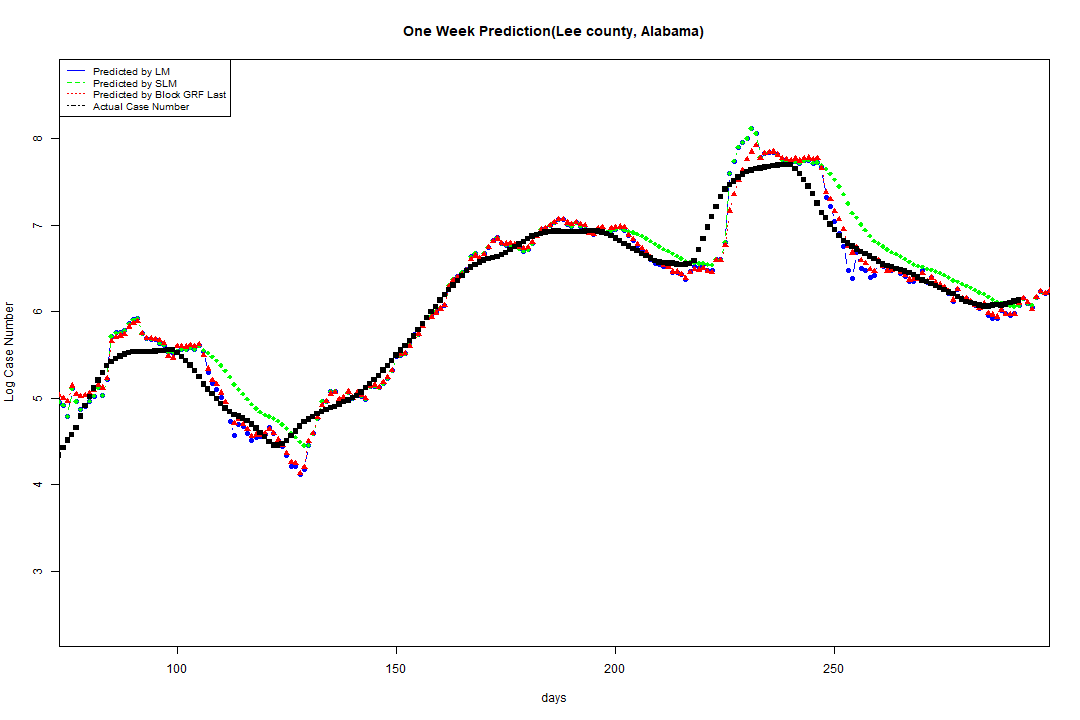 One Week Prediction(Lee county, Alabama)
Predicted by LM
Predicted by SLM
Predicted by Block GRF Last
Actual Case Number
8
7
6
5
4
3
Log Case Number
100 150 200 250
days